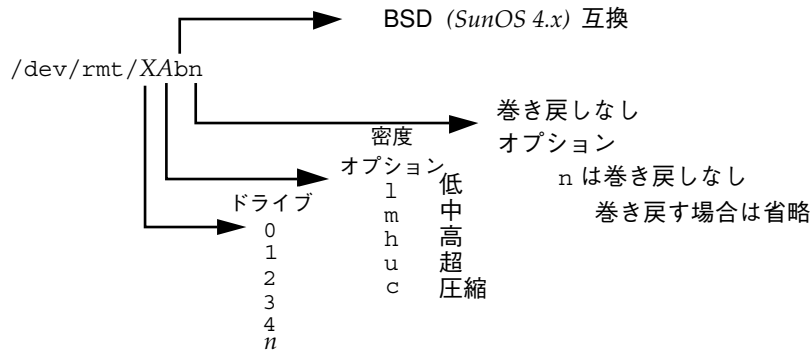 BSD (SunOS 4.x) 互換
/dev/rmt/XAbn
巻き戻しなし
オプション
n は巻き戻しなし
巻き戻す場合は省略
密度
オプション
l 低
m 中
h 高
u 超
c 圧縮
ドライブ
0
1
2
3
4
n